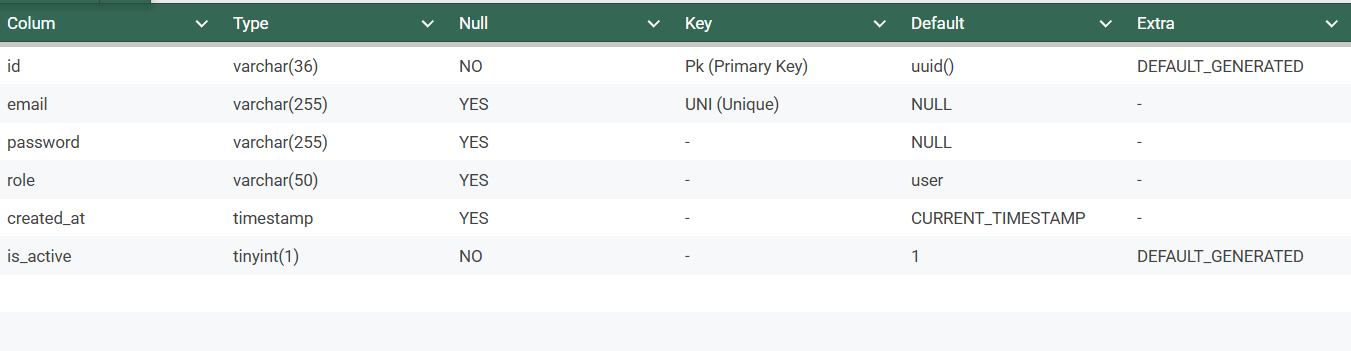 Colum Type Null Key Default Extra
id varchar(36) NO Pk (Primary Key) uuid() DEFAULT_GENERATED
email varchar(255) YES UNI (Unique) NULL -
password varchar(255) YES - NULL -
role varchar(50) YES - user -
created_at timestamp YES - CURRENT_TIMESTAMP -
is_active tinyint(1) NO - 1 DEFAULT_GENERATED